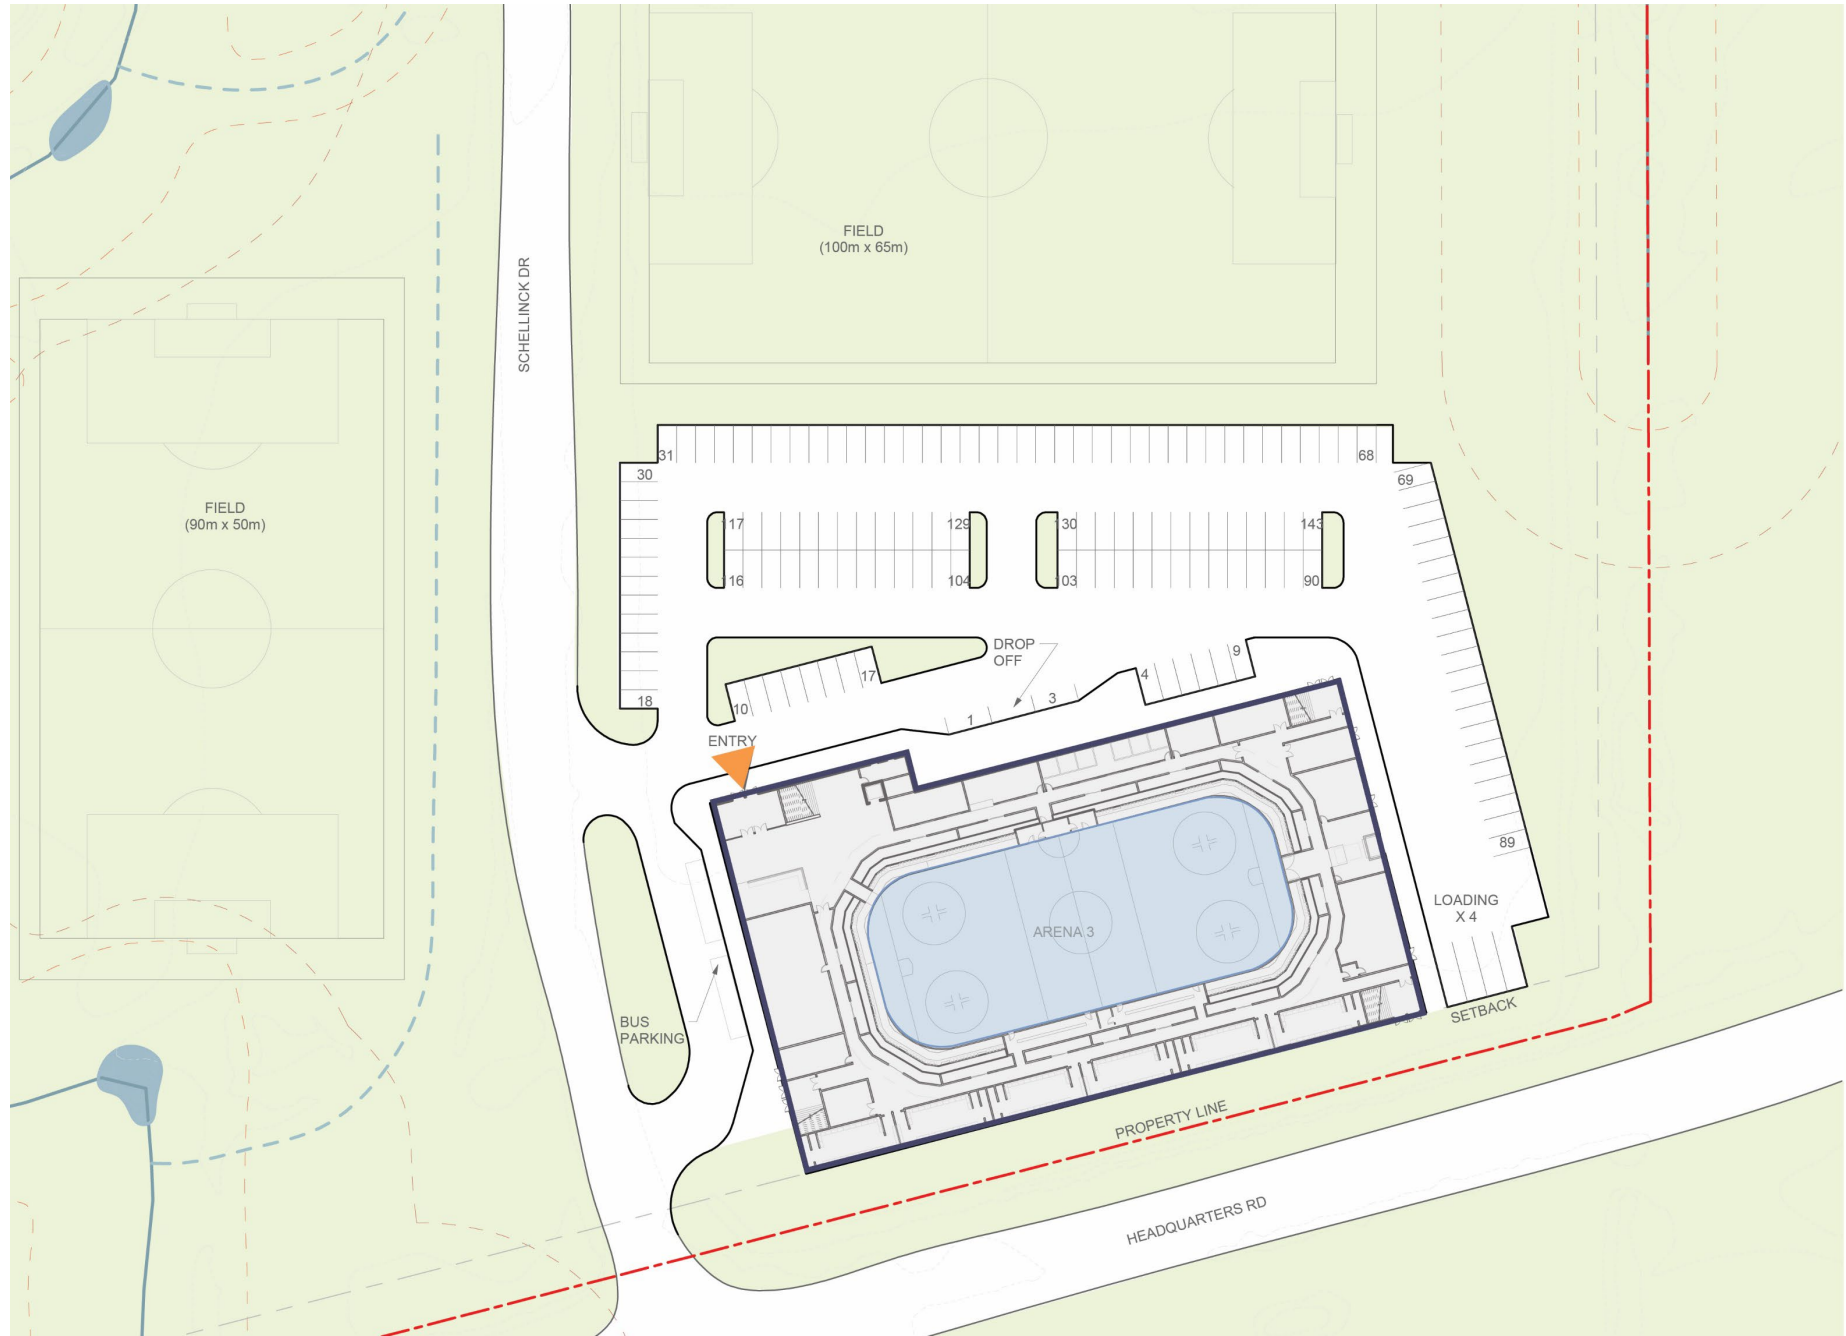 FIELD
(100m x 65m)
SCHELLINCK DR
31
68
30
69
FIELD
(90m x 50m)
117
129
130
143
116
104
103
90
DROP
OFF
9
17
4
18
10
3
1
ENTRY
89
LOADING
X 4
ARENA 3
SETBACK
BUS
PARKING
PROPERTY LINE
HEADQUARTERS RD